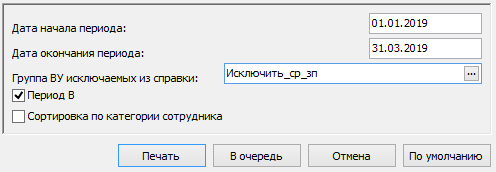 Дата начала периода: 01.01.2019
Дата окончания периода: 31.03.2019
Группа ВУ исключаемых из справки: Исключить_ср_зп ...
Период В
Сортировка по категории сотрудника
Печать В очередь Отмена По умолчанию